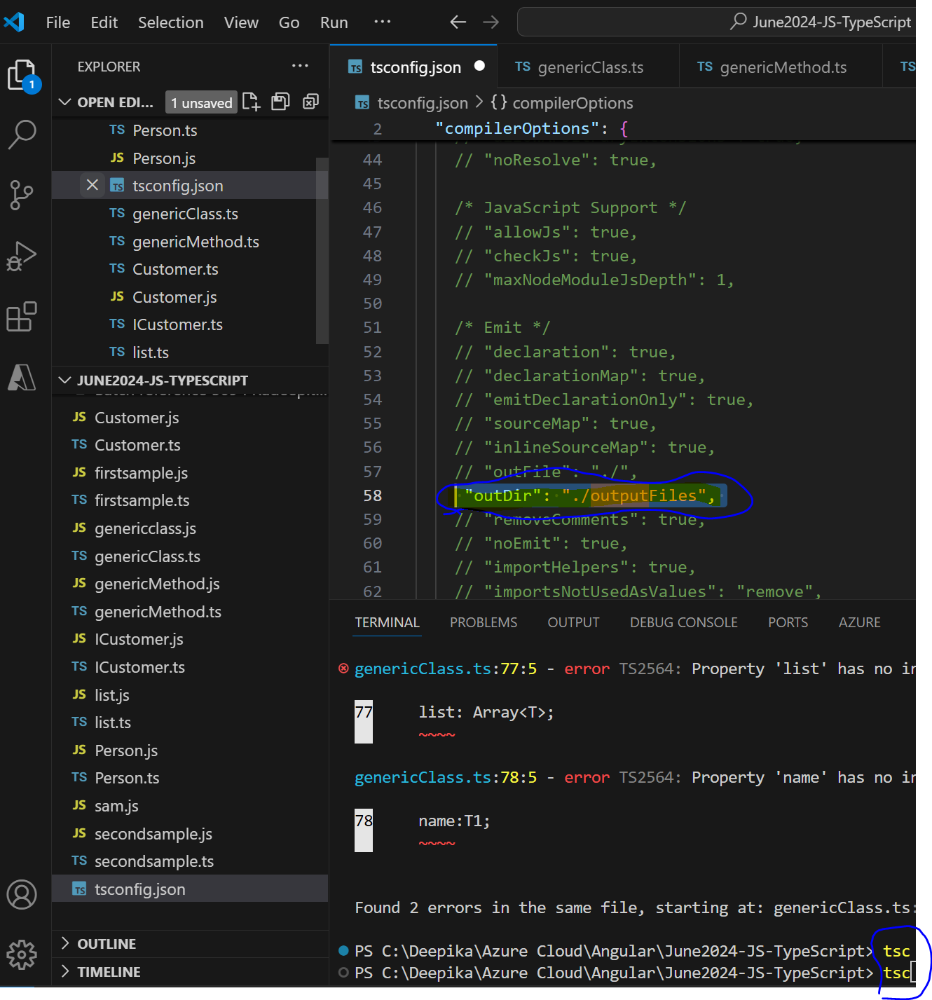 File Edit Selection View Go Run ...
June2024-JS-TypeScript
EXPLORER
OPEN EDI... 1 unsaved
TS Person.ts
JS Person.js
TS tsconfig.json
TS genericClass.ts
TS genericMethod.ts
TS Customer.ts
JS Customer.js
TS ICustomer.ts
TS list.ts
JUNE2024-JS-TYPESCRIPT
JS Customer.js
TS Customer.ts
JS firstsample.js
TS firstsample.ts
JS genericclass.js
TS genericClass.ts
JS genericMethod.js
TS genericMethod.ts
JS ICustomer.js
TS ICustomer.ts
JS list.js
TS list.ts
JS Person.js
TS Person.ts
JS sam.js
JS secondsample.js
TS secondsample.ts
TS tsconfig.json
OUTLINE
TIMELINE
1
TS tsconfig.json TS genericClass.ts TS genericMethod.ts TS
TS tsconfig.json > {} compilerOptions
2 "compilerOptions": {
44 // "noResolve": true,
45
46 /* JavaScript Support */
47 // "allowJs": true,
48 // "checkJs": true,
49 // "maxNodeModuleJsDepth": 1,
50
51 /* Emit */
52 // "declaration": true,
53 // "declarationMap": true,
54 // "emitDeclarationOnly": true,
55 // "sourceMap": true,
56 // "inlineSourceMap": true,
57 // "outFile": "./",
58 "outDir": "./outputFiles",
59 // "removeComments": true,
60 // "noEmit": true,
61 // "importHelpers": true,
62 // "importsNotUsedAsValues": "remove",
TERMINAL PROBLEMS OUTPUT DEBUG CONSOLE PORTS AZURE
genericClass.ts:77:5 - error TS2564: Property 'list' has no
77 list: Array<T>;
~~~~
genericClass.ts:78:5 - error TS2564: Property 'name' has no
78 name:T1;
~~~~
Found 2 errors in the same file, starting at: genericClass.ts:
PS C:\Deepika\Azure Cloud\Angular\June2024-JS-TypeScript> tsc
PS C:\Deepika\Azure Cloud\Angular\June2024-JS-TypeScript> tsc